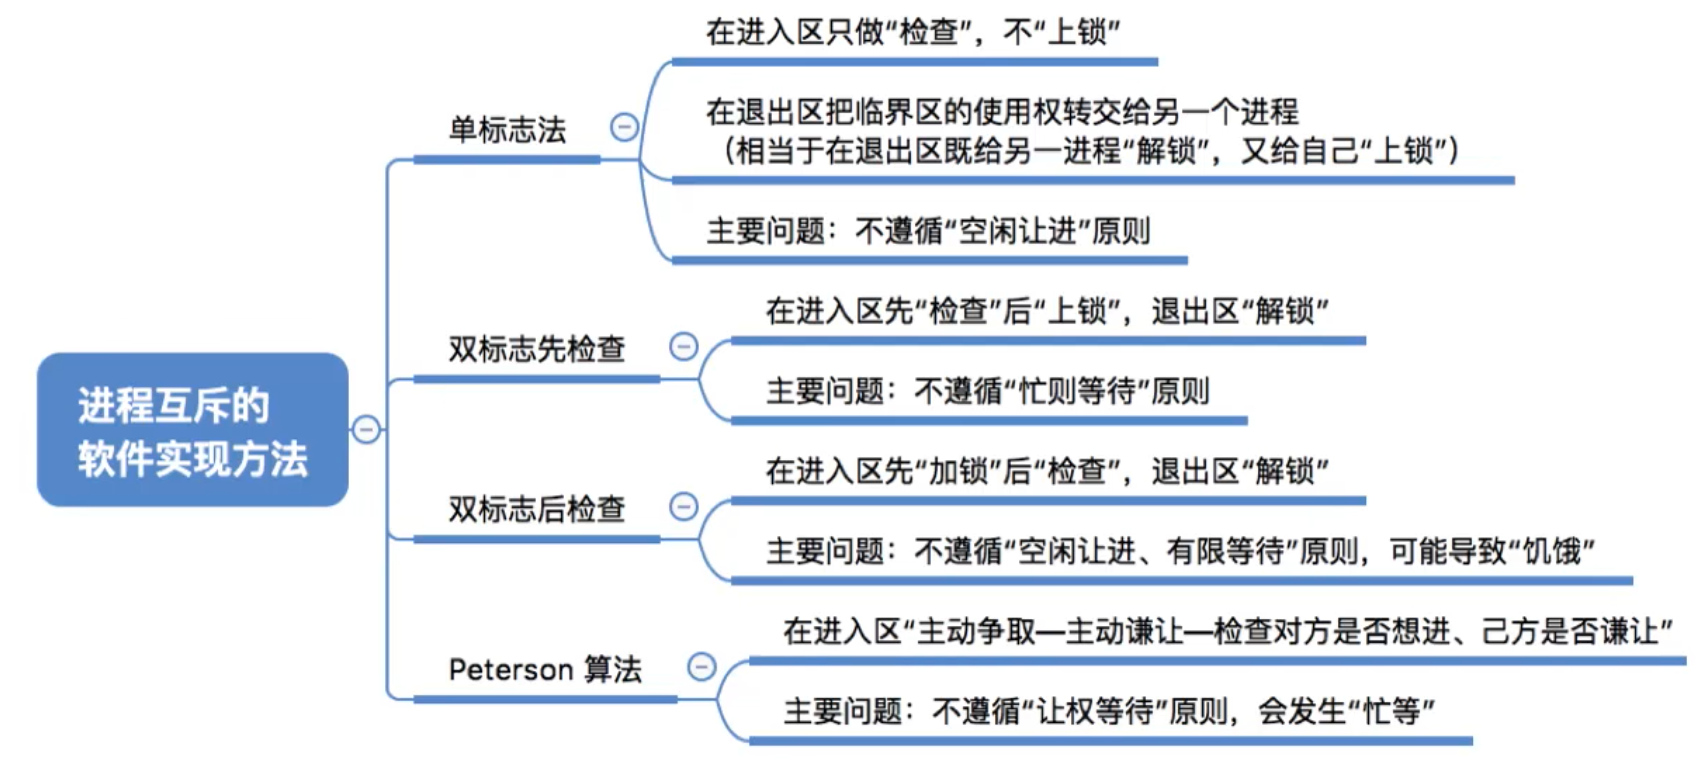 进程互斥的
软件实现方法
单标志法
在进入区只做“检查”，不“上锁”
在退出区把临界区的使用权转交给另一个进程
（相当于在退出区既给另一进程“解锁”，又给自己“上锁”）
主要问题：不遵循“空闲让进”原则
双标志先检查
在进入区先“检查”后“上锁”，退出区“解锁”
主要问题：不遵循“忙则等待”原则
双标志后检查
在进入区先“加锁”后“检查”，退出区“解锁”
主要问题：不遵循“空闲让进、有限等待”原则，可能导致“饥饿”
Peterson 算法
在进入区“主动争取—主动谦让—检查对方是否想进、己方是否谦让”
主要问题：不遵循“让权等待”原则，会发生“忙等”